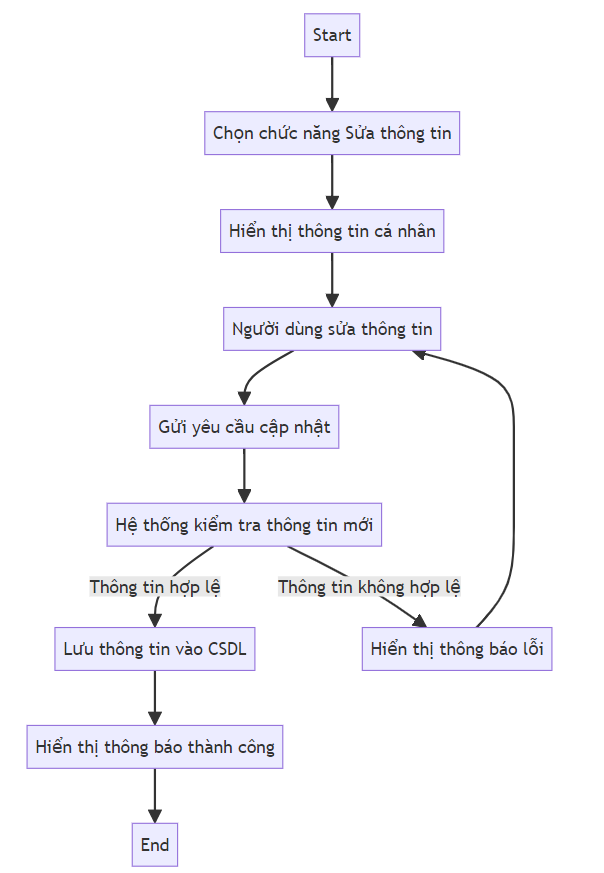 Start
Chọn chức năng Sửa thông tin
Hiển thị thông tin cá nhân
Người dùng sửa thông tin
Gửi yêu cầu cập nhật
Hệ thống kiểm tra thông tin mới
Thông tin hợp lệ
Thông tin không hợp lệ
Lưu thông tin vào CSDL
Hiển thị thông báo lỗi
Hiển thị thông báo thành công
End